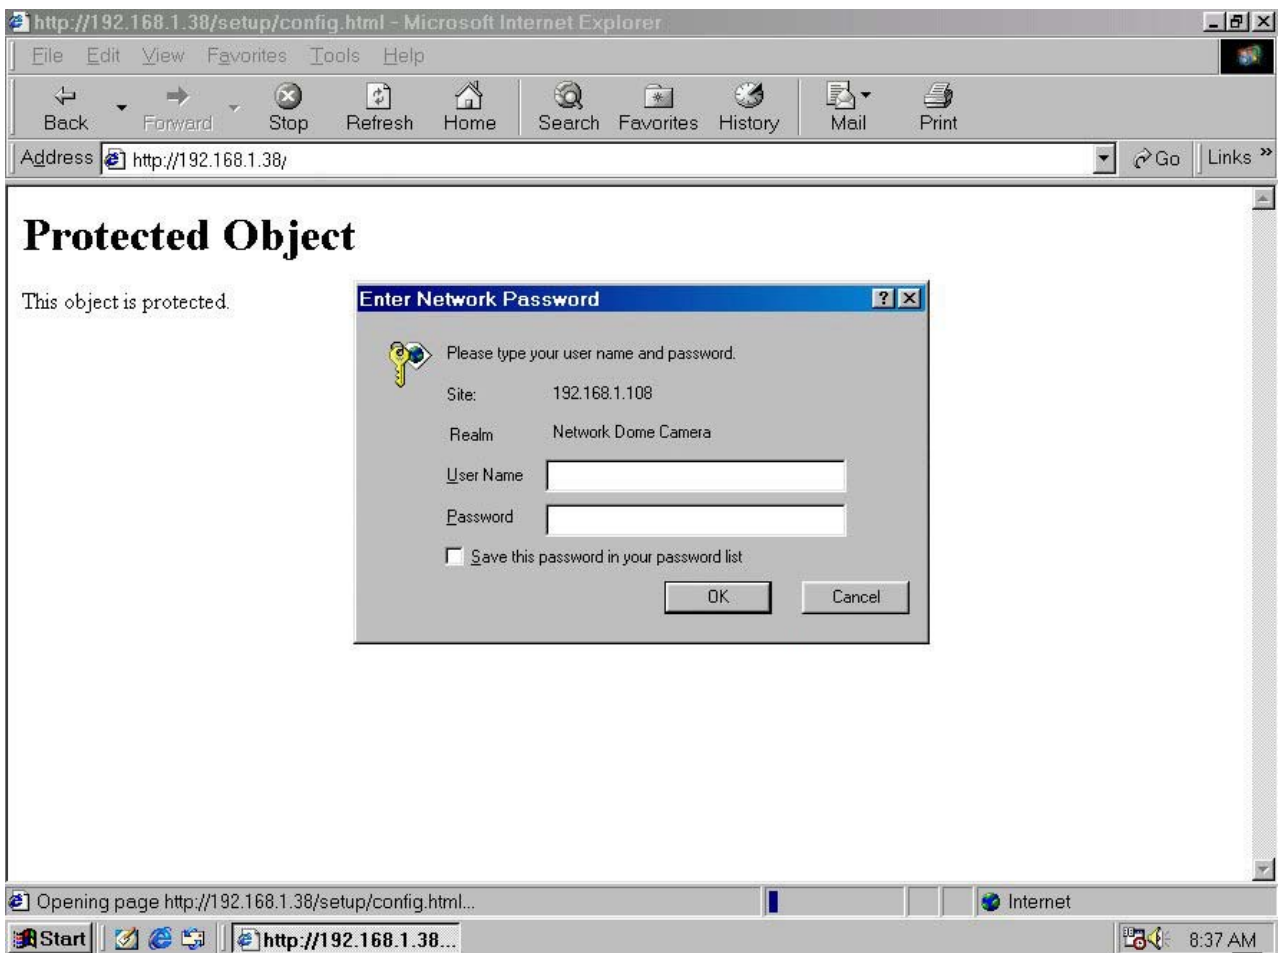 http://192.168.1.38/setup/config.html - Microsoft Internet Explorer
File Edit View Favorites Tools Help
Back Forward Stop Refresh Home Search Favorites History Mail Print
Address http://192.168.1.38/ Go Links »
Protected Object
This object is protected.
Enter Network Password
Please type your user name and password.
Site: 192.168.1.108
Realm Network Dome Camera
User Name
Password
Save this password in your password list
OK Cancel
Opening page http://192.168.1.38/setup/config.html... Internet
Start http://192.168.1.38... 8:37 AM